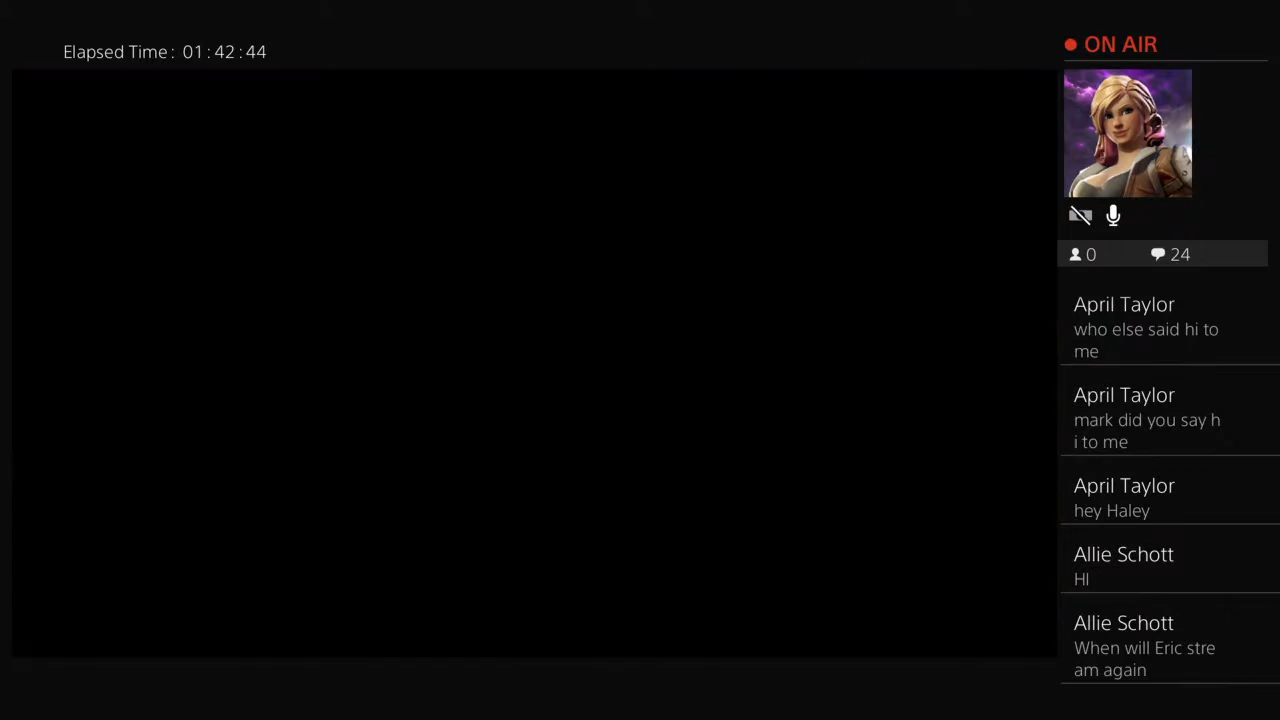 Elapsed Time: 01:42:44
ON AIR
0 24
April Taylor
who else said hi to
me
April Taylor
mark did you say h
i to me
April Taylor
hey Haley
Allie Schott
HI
Allie Schott
When will Eric stre
am again